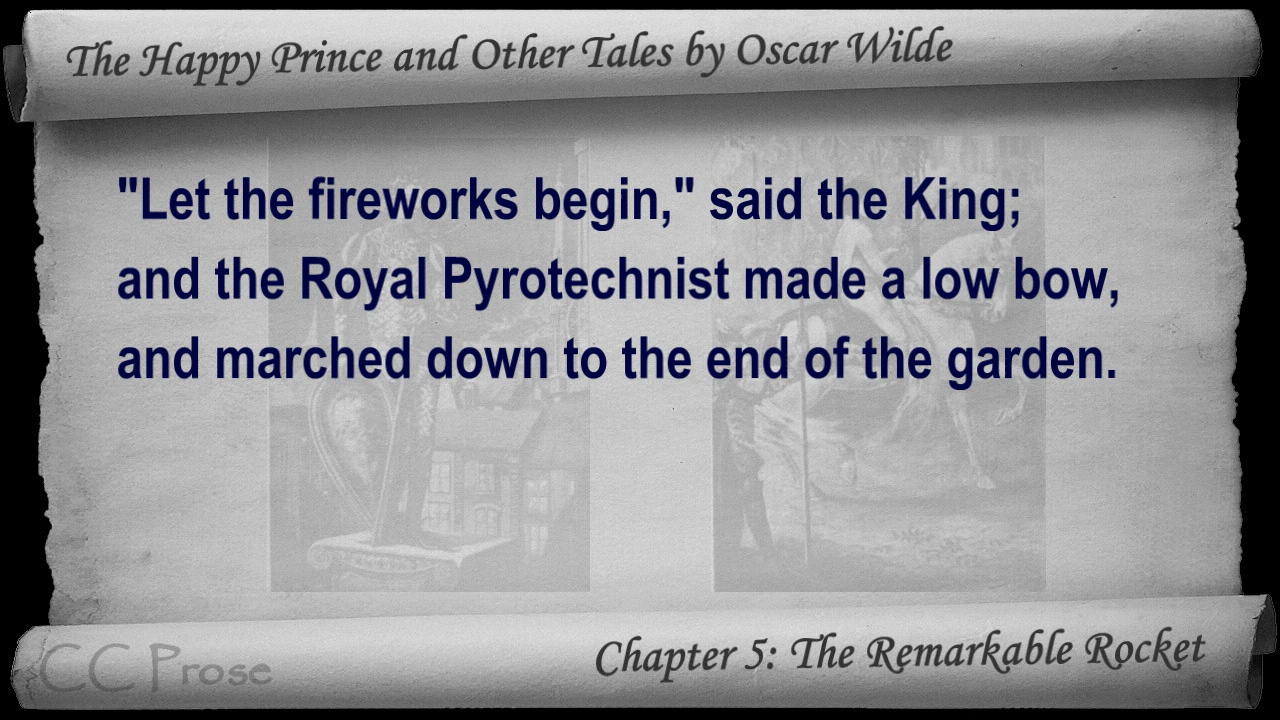 The Happy Prince and Other Tales by Oscar Wilde
"Let the fireworks begin," said the King;
and the Royal Pyrotechnist made a low bow,
and marched down to the end of the garden.
CC Prose
Chapter 5: The Remarkable Rocket